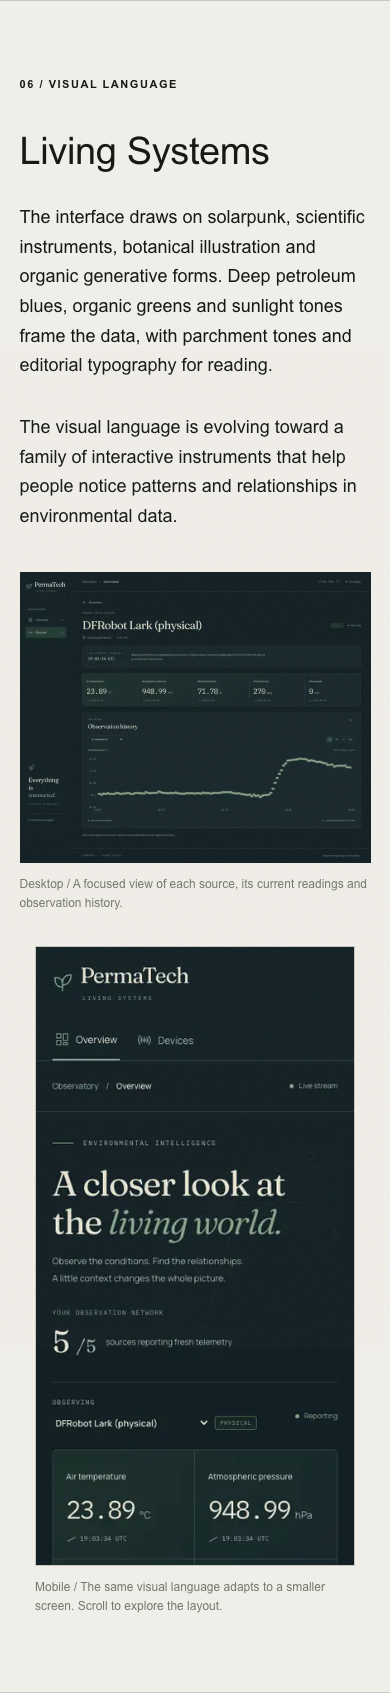 06 / VISUAL LANGUAGE
Living Systems
The interface draws on solarpunk, scientific
instruments, botanical illustration and
organic generative forms. Deep petroleum
blues, organic greens and sunlight tones
frame the data, with parchment tones and
editorial typography for reading.
The visual language is evolving toward a
family of interactive instruments that help
people notice patterns and relationships in
environmental data.
PermaTech
DFRobot Lark (physical)
19:03:34 UTC
23.89
948.99
71.78
270
0
Observation history
Everything
is
connected.
Desktop / A focused view of each source, its current readings and
observation history.
PermaTech
LIVING SYSTEMS
Overview
Devices
Observatory / Overview
Live stream
ENVIRONMENTAL INTELLIGENCE
A closer look at
the living world.
Observe the conditions. Find the relationships.
A little context changes the whole picture.
YOUR OBSERVATION NETWORK
5 /5 sources reporting fresh telemetry
OBSERVING
DFRobot Lark (physical)
PHYSICAL
Reporting
Air temperature
23.89 °C
19:03:34 UTC
Atmospheric pressure
948.99 hPa
19:03:34 UTC
Mobile / The same visual language adapts to a smaller
screen. Scroll to explore the layout.